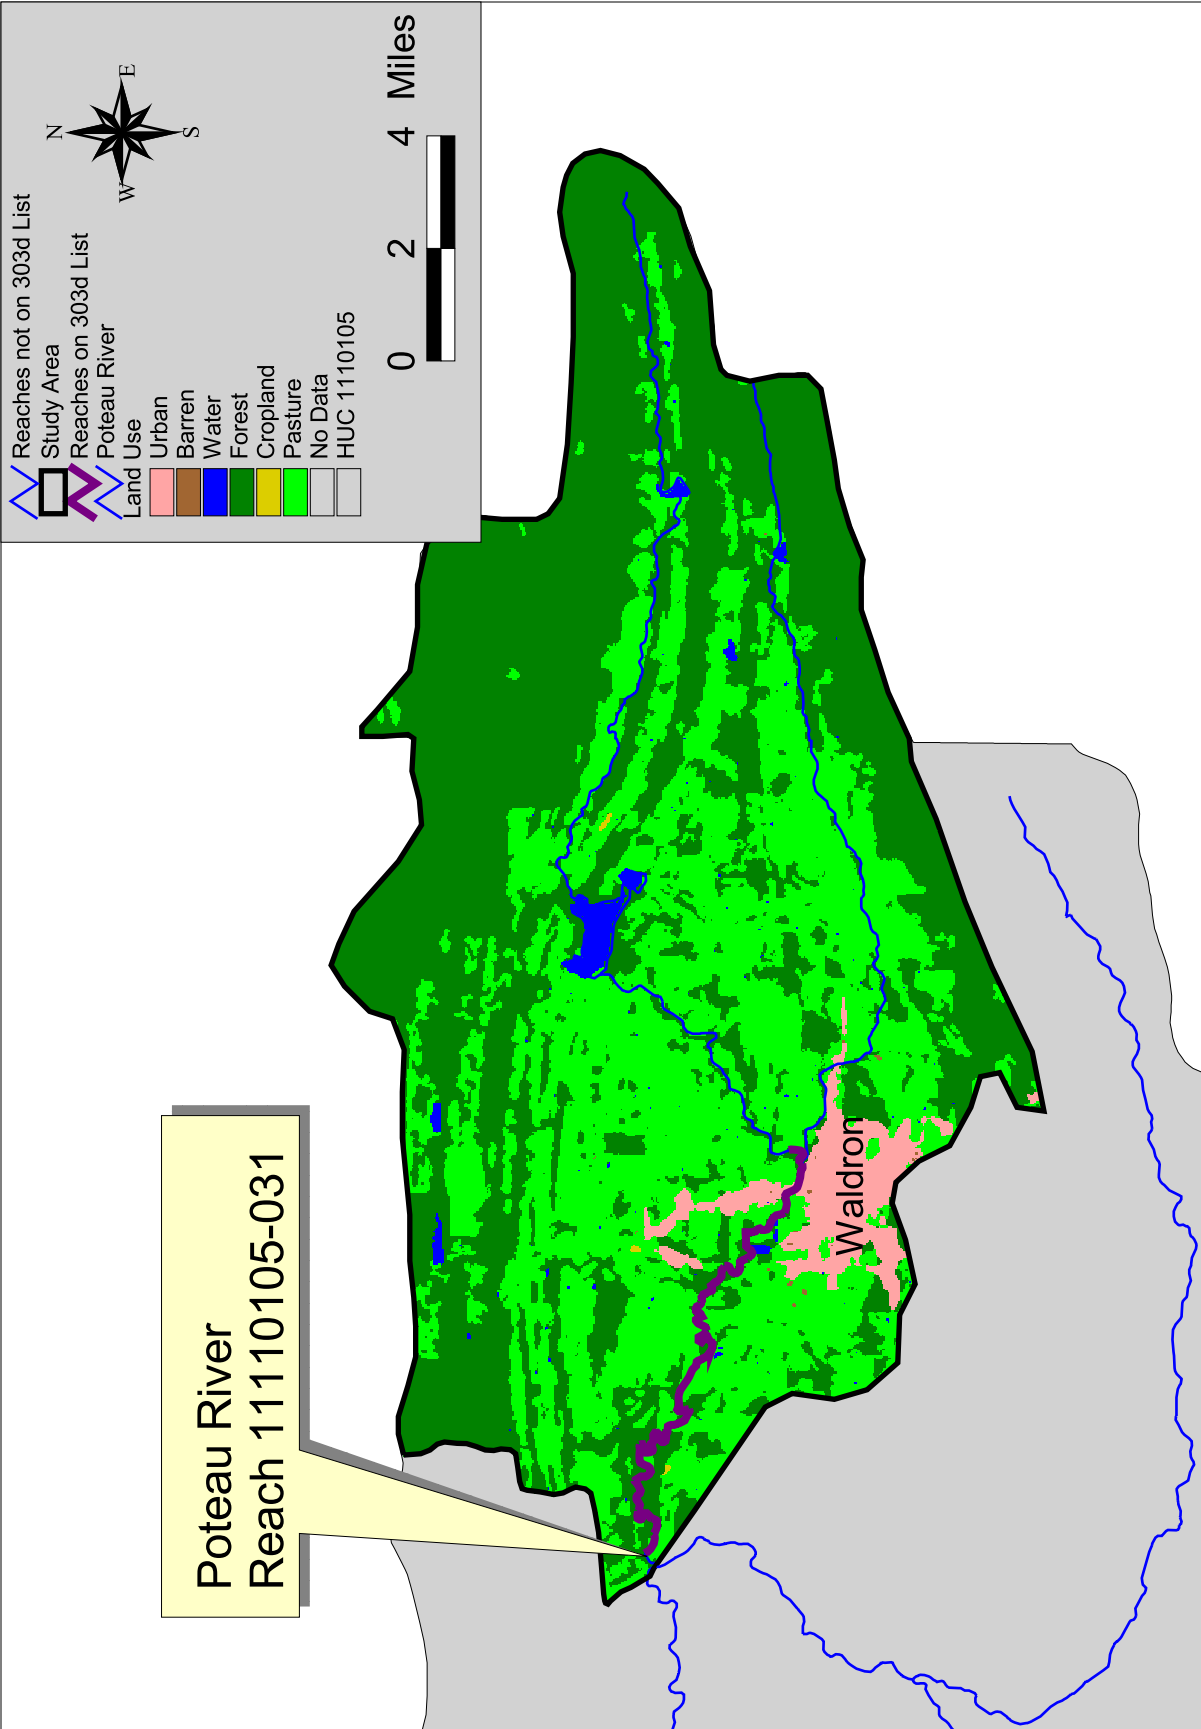 Poteau River
Reach 11110105-031
Waldron
Reaches not on 303d List
Study Area
Reaches on 303d List
Poteau River
Land Use
Urban
Barren
Water
Forest
Cropland
Pasture
No Data
HUC 1110105
N
W
E
S
0 2 4 Miles